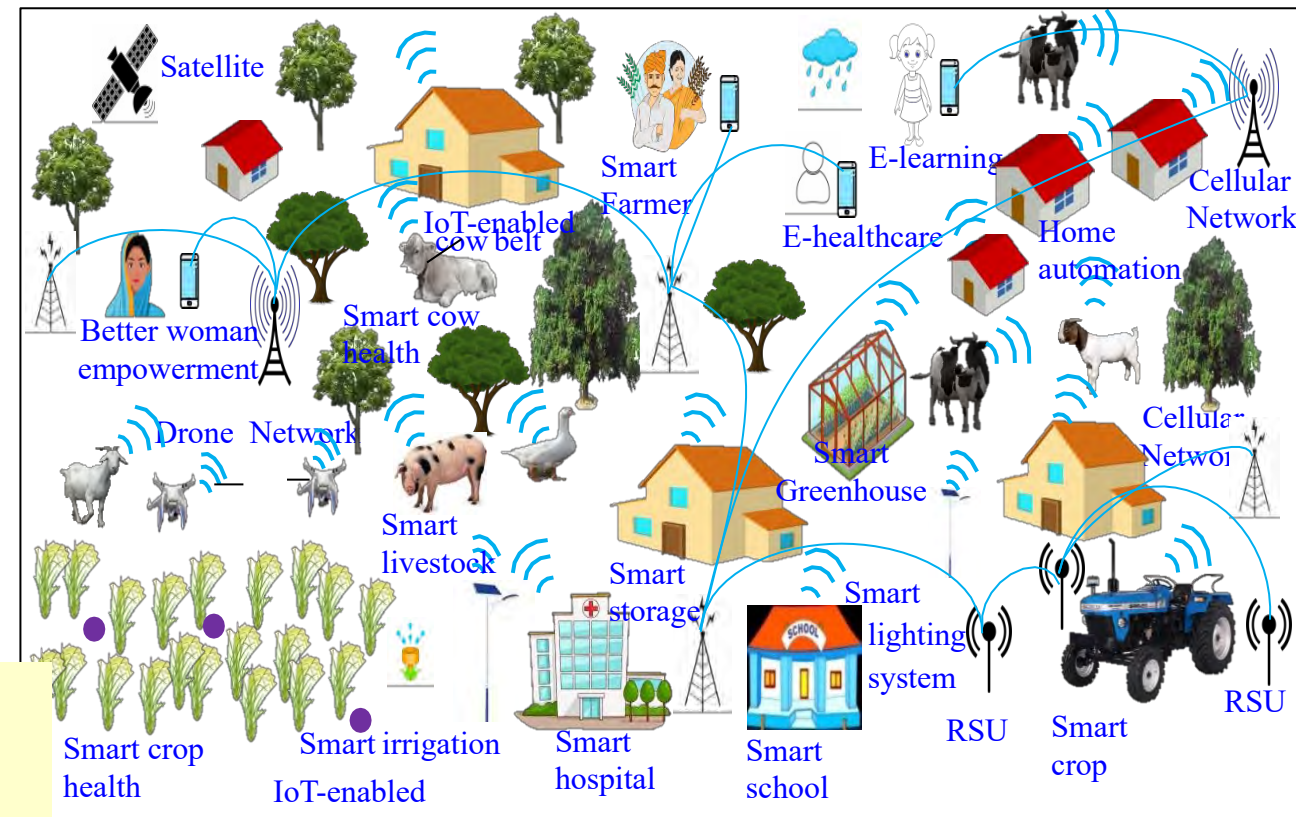 Satellite
Smart
Farmer
E-learning
E-healthcare
Cellular
Network
Home
automation
IoT-enabled
cow belt
Better woman
empowerment
Smart cow
health
Drone Network
Smart
livestock
Smart
Greenhouse
Cellular
Networ
Smart
storage
SCHOOL
Smart
lighting
system
RSU
RSU
Smart
crop
Smart crop
health
Smart irrigation
IoT-enabled
Smart
hospital
Smart
school